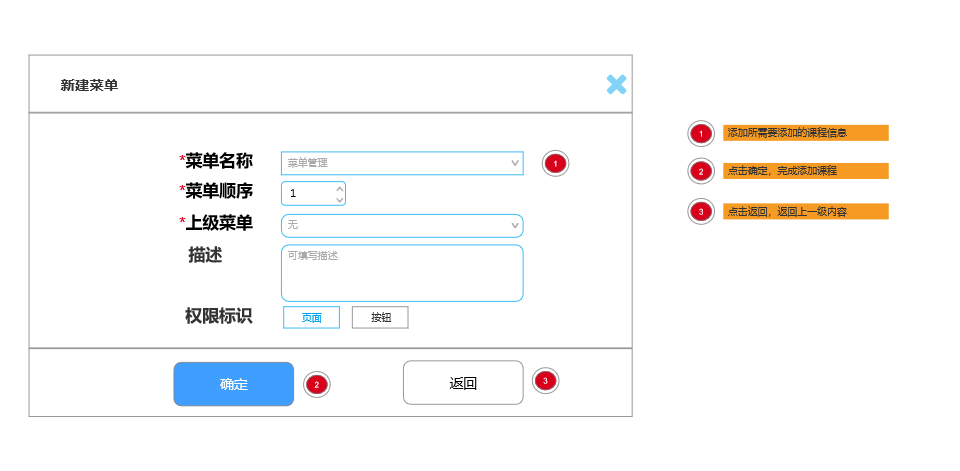 新建菜单
*菜单名称
菜单管理
1
*菜单顺序
1
*上级菜单
无
描述
可填写描述
权限标识
页面
按钮
确定
2
返回
3
1
添加所需要添加的课程信息
2
点击确定，完成添加课程
3
点击返回，返回上一级内容